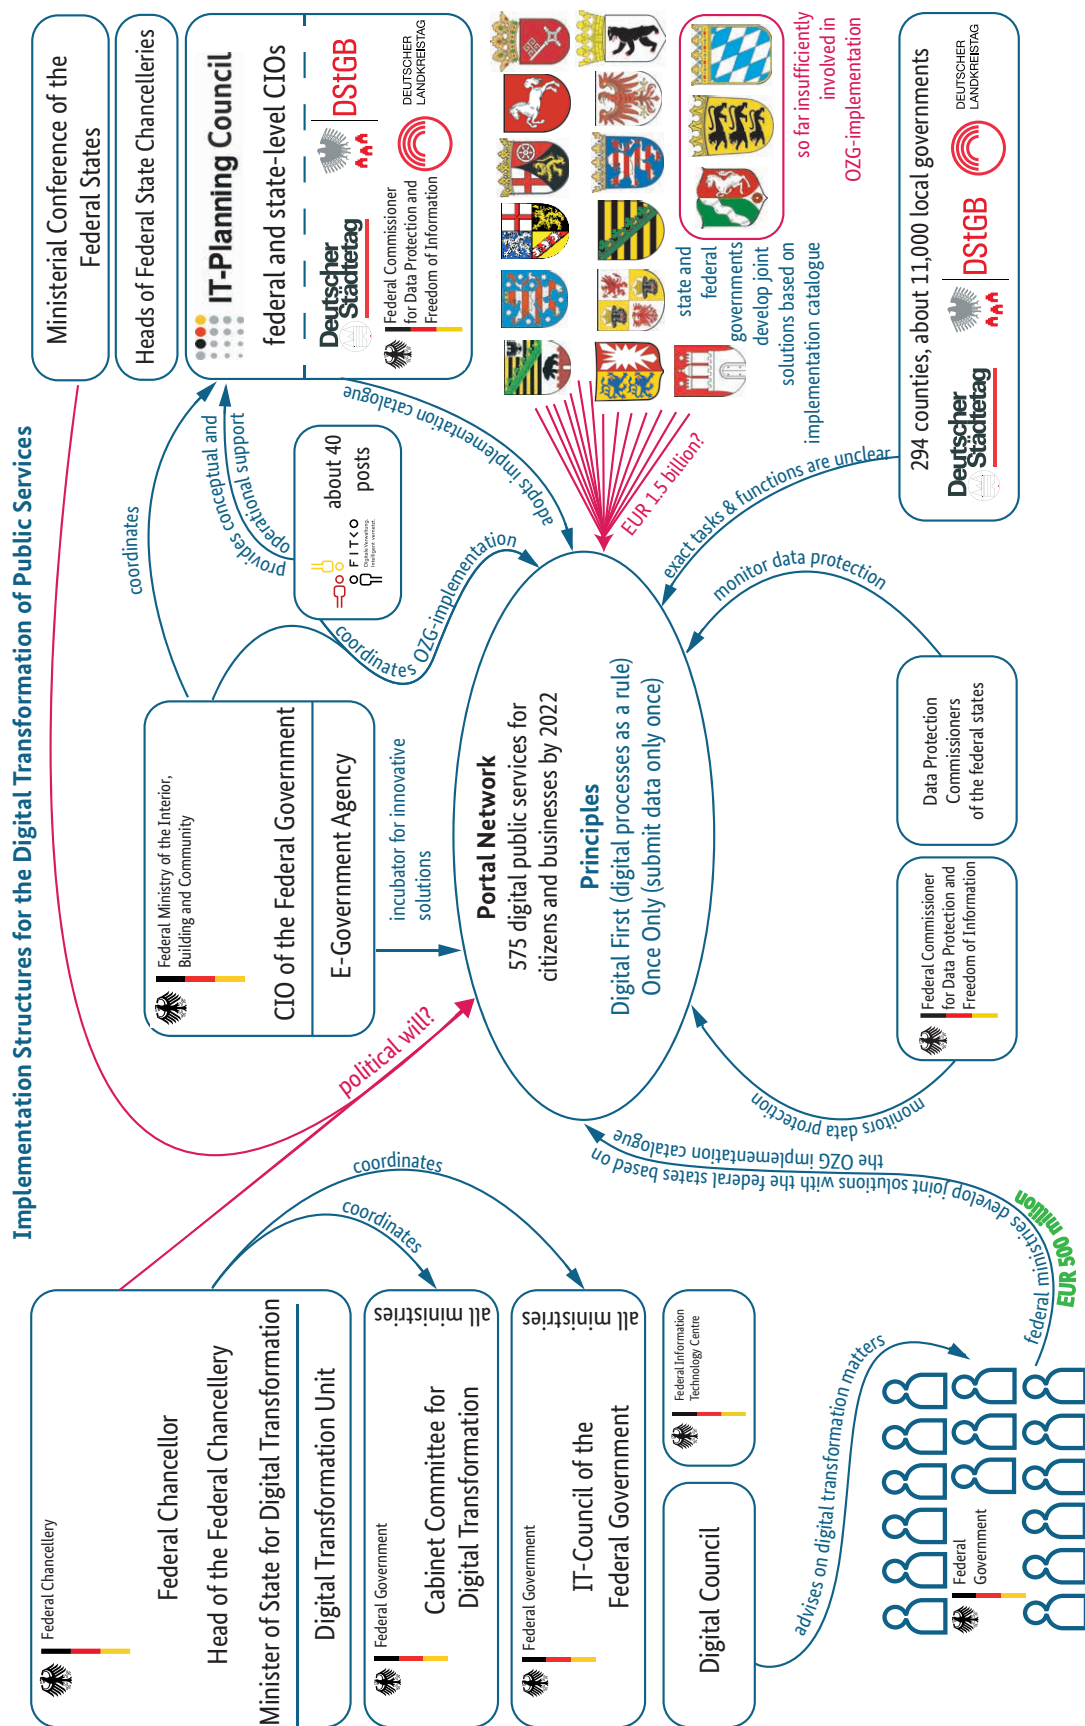 Implementation Structures for the Digital Transformation of Public Services
Federal Chancellery
Federal Chancellor
Head of the Federal Chancellery
Minister of State for Digital Transformation
Digital Transformation Unit
Federal Government
Cabinet Committee for
Digital Transformation
all ministries
Federal Government
IT-Council of the
Federal Government
all ministries
Digital Council
Federal Information
Technology Centre
coordinates
coordinates
advises on digital transformation matters
Federal
Government
federal ministries develop joint solutions with the federal states based on
the OZG implementation catalogue
EUR 500 million
political will?
Federal Ministry of the Interior,
Building and Community
CIO of the Federal Government
E-Government Agency
incubator for innovative
solutions
Portal Network
575 digital public services for
citizens and businesses by 2022
Principles
Digital First (digital processes as a rule)
Once Only (submit data only once)
monitors data protection
Federal Commissioner
for Data Protection and
Freedom of Information
Data Protection
Commissioners
of the federal states
monitor data protection
coordinates
provides conceptual and
operational support
FITKO
Digitale Verwaltung.
Intelligent vernetzt.
about 40
posts
coordinates OZG-implementation
adopts implementation catalogue
EUR 1.5 billion?
exact tasks & functions are unclear
Ministerial Conference of the
Federal States
Heads of Federal State Chancelleries
IT-Planning Council
federal and state-level CIOs
Deutscher
Städtetag
DStGB
Federal Commissioner
for Data Protection and
Freedom of Information
DEUTSCHER
LANDKREISTAG
state and
federal
governments
develop joint
solutions based on
implementation catalogue
so far insufficiently
involved in
OZG-implementation
294 counties, about 11,000 local governments
Deutscher
Städtetag
DStGB
DEUTSCHER
LANDKREISTAG